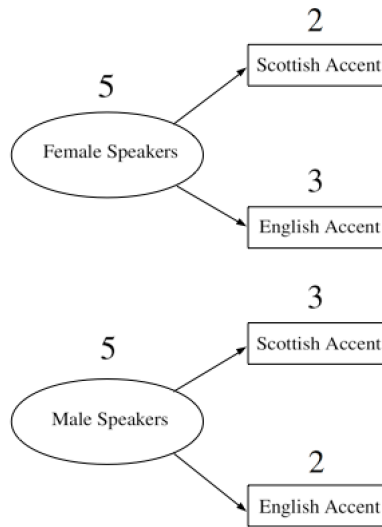 2
Scottish Accent
5
Female Speakers
3
English Accent
3
Scottish Accent
5
Male Speakers
2
English Accent